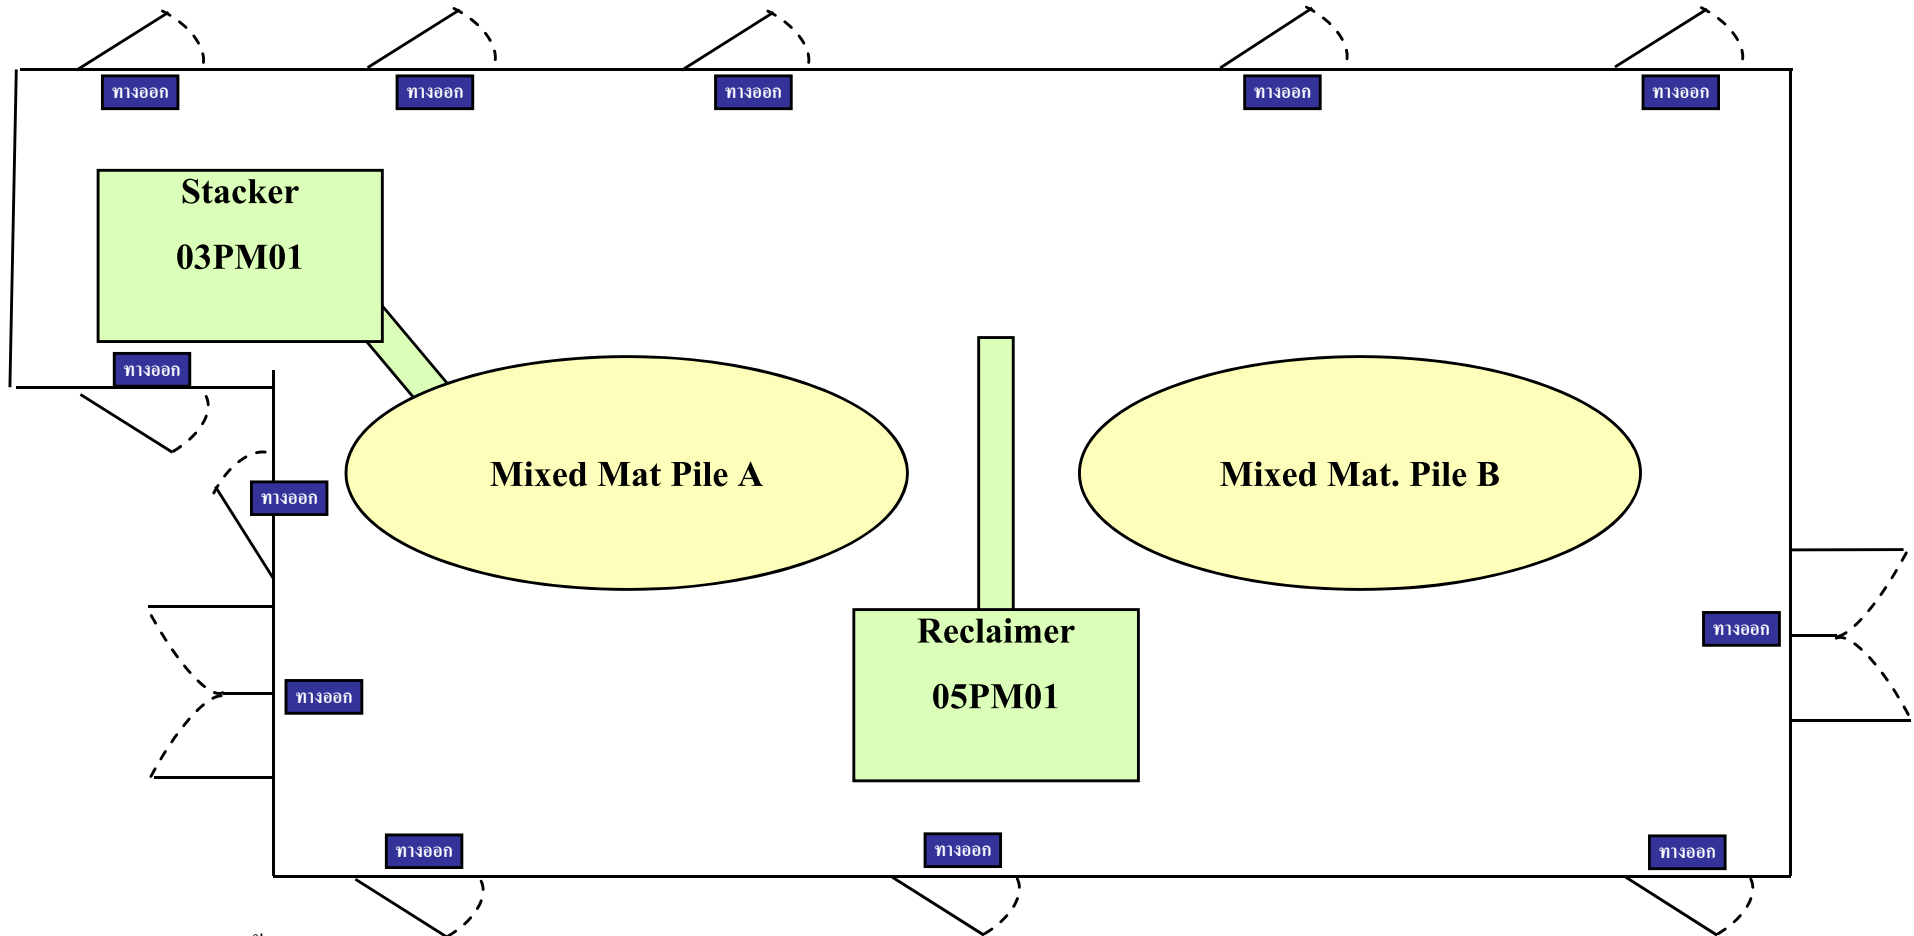 ทางออก
ทางออก
ทางออก
ทางออก
ทางออก
Stacker
03PM01
ทางออก
Mixed Mat Pile A
Mixed Mat. Pile B
ทางออก
Reclaimer
05PM01
ทางออก
ทางออก
ทางออก
ทางออก
ทางออก